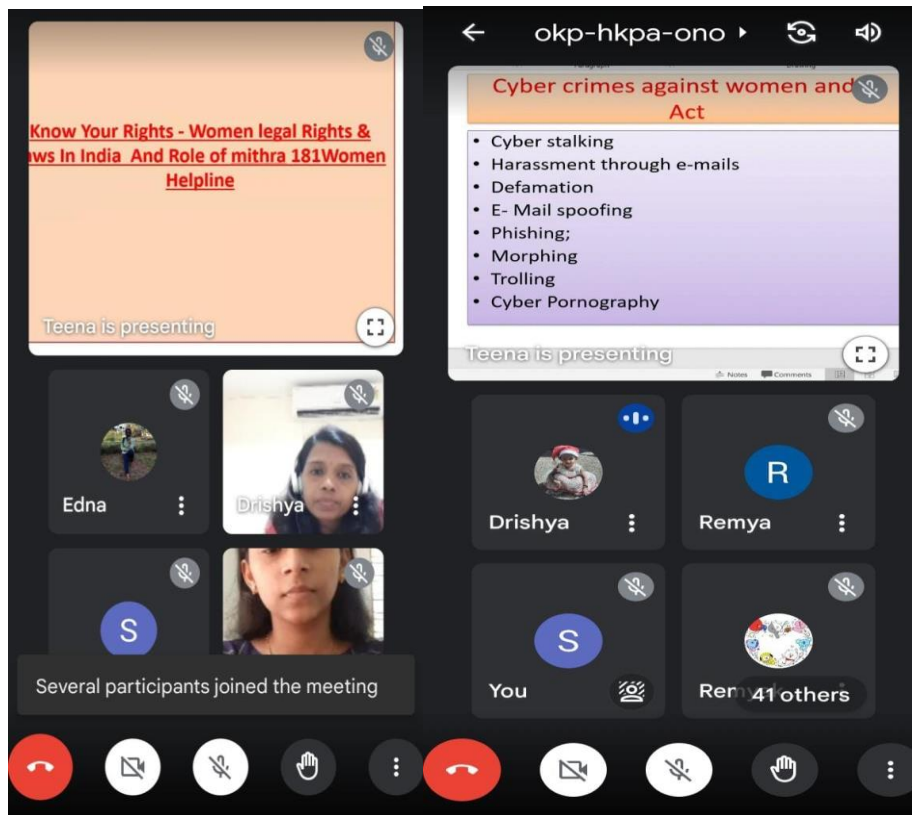 Know Your Rights - Women legal Rights &
aws In India And Role of mithra 181Women
Helpline
Teena is presenting
Edna
Drishya
S
Several participants joined the meeting
okp-hkpa-ono
Cyber crimes against women and
Act
• Cyber stalking
• Harassment through e-mails
• Defamation
• E- Mail spoofing
• Phishing;
• Morphing
• Trolling
• Cyber Pornography
Teena is presenting
Notes Comments
Drishya
R
Remya
S
You
41 others